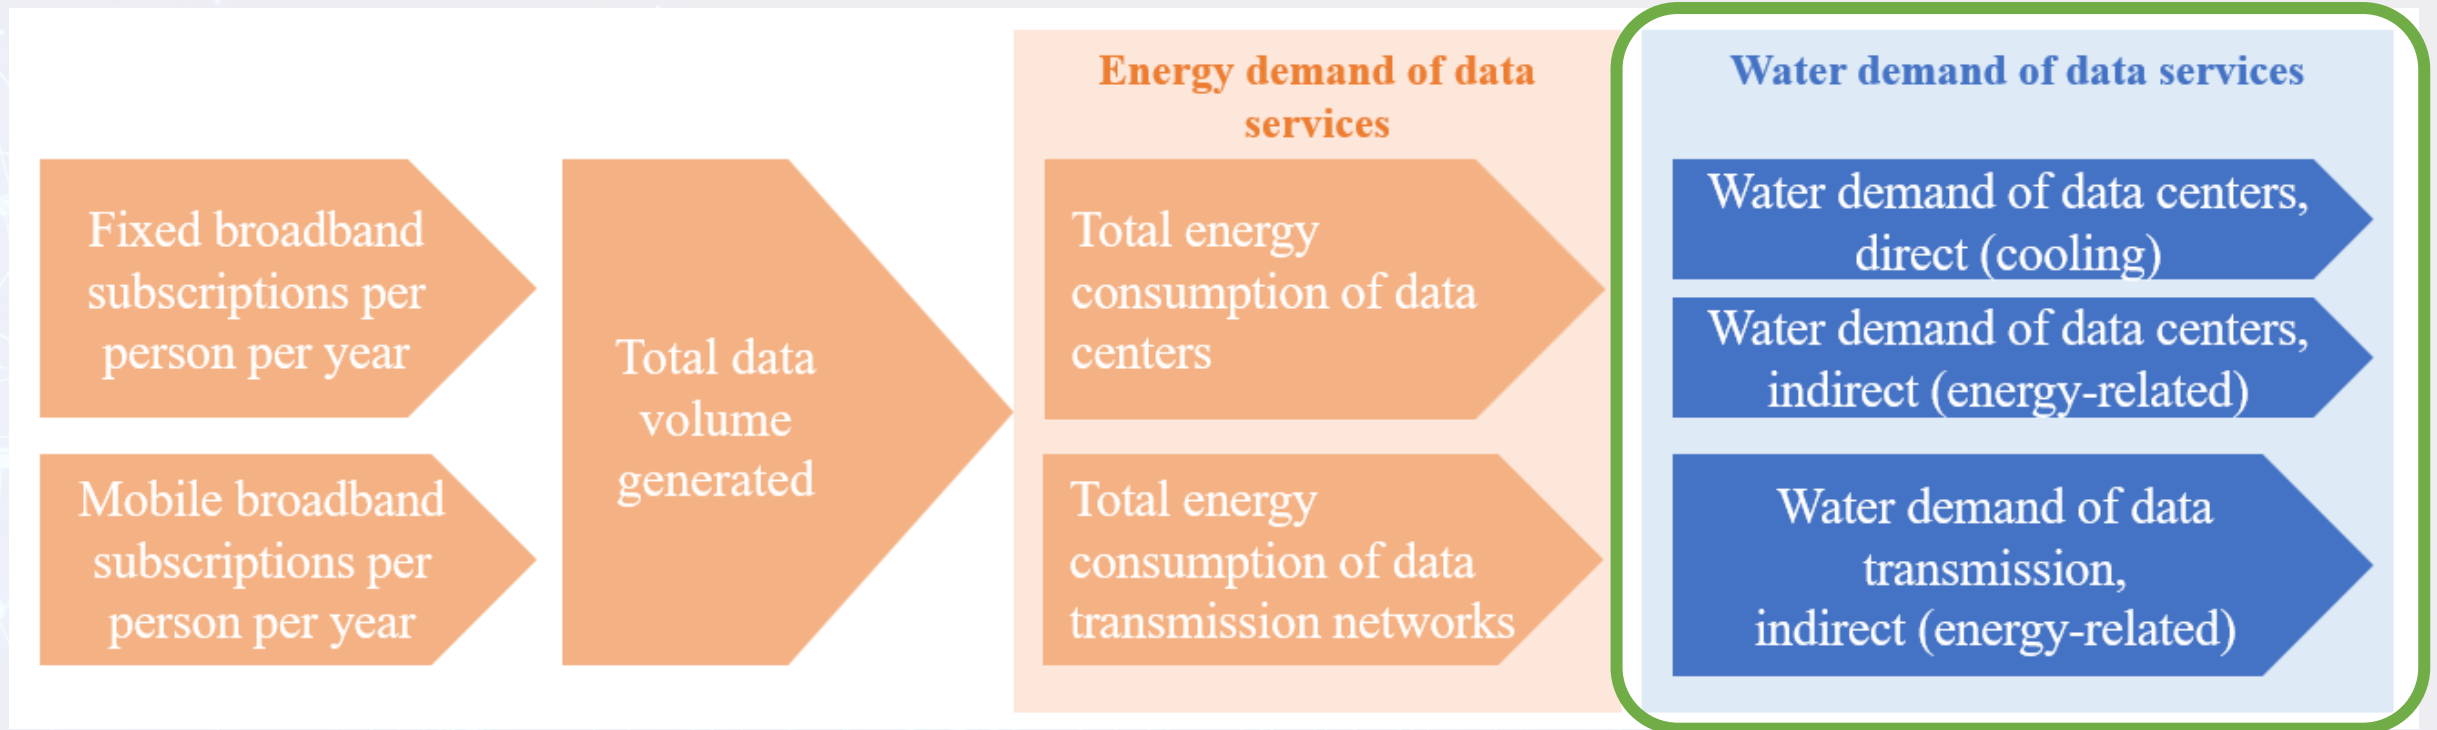 Fixed broadband
subscriptions per
person per year
Mobile broadband
subscriptions per
person per year
Total data
volume
generated
Energy demand of data
services
Total energy
consumption of data
centers
Total energy
consumption of data
transmission networks
Water demand of data services
Water demand of data centers,
direct (cooling)
Water demand of data centers,
indirect (energy-related)
Water demand of data
transmission,
indirect (energy-related)